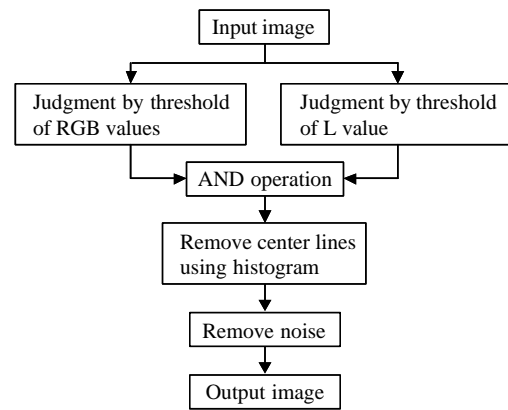 Input image
Judgment by threshold
of RGB values
Judgment by threshold
of L value
AND operation
Remove center lines
using histogram
Remove noise
Output image